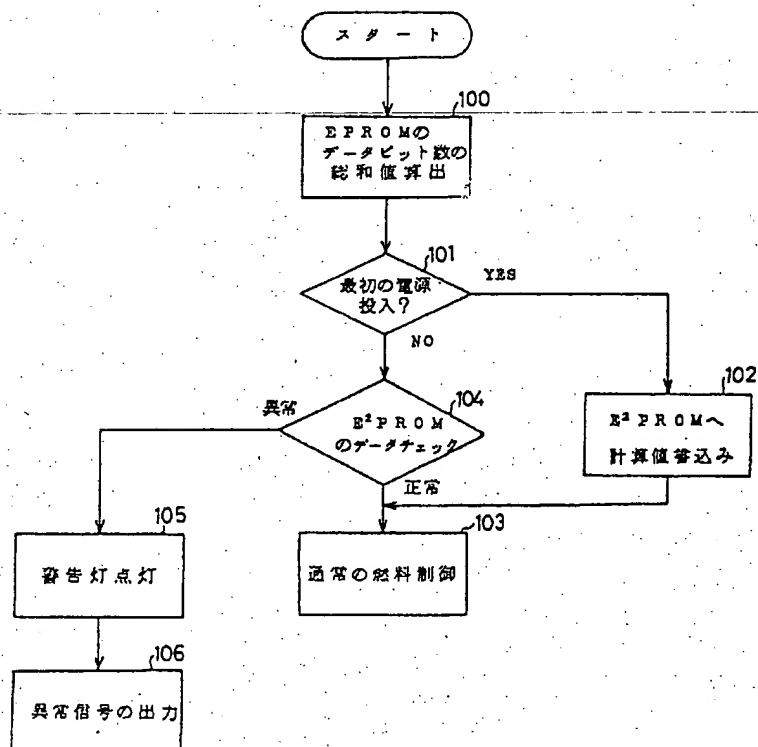 スタート
100
EPROMの
データビット数の
総和値算出
101
最初の電源
投入?
YES
NO
102
E²PROMへ
計算値書込み
104
E²PROM
のデータチェック
異常
正常
103
通常の燃料制御
105
警告灯点灯
106
異常信号の出力